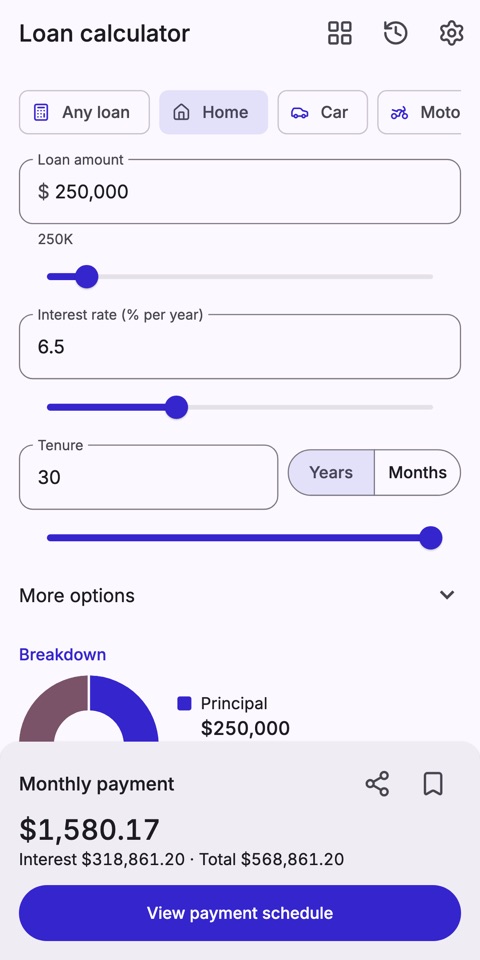 Loan calculator
Any loan
Home
Car
Moto
Loan amount
$ 250,000
250K
Interest rate (% per year)
6.5
Tenure
30
Years
Months
More options
Breakdown
Principal
$250,000
Monthly payment
$1,580.17
Interest $318,861.20 · Total $568,861.20
View payment schedule